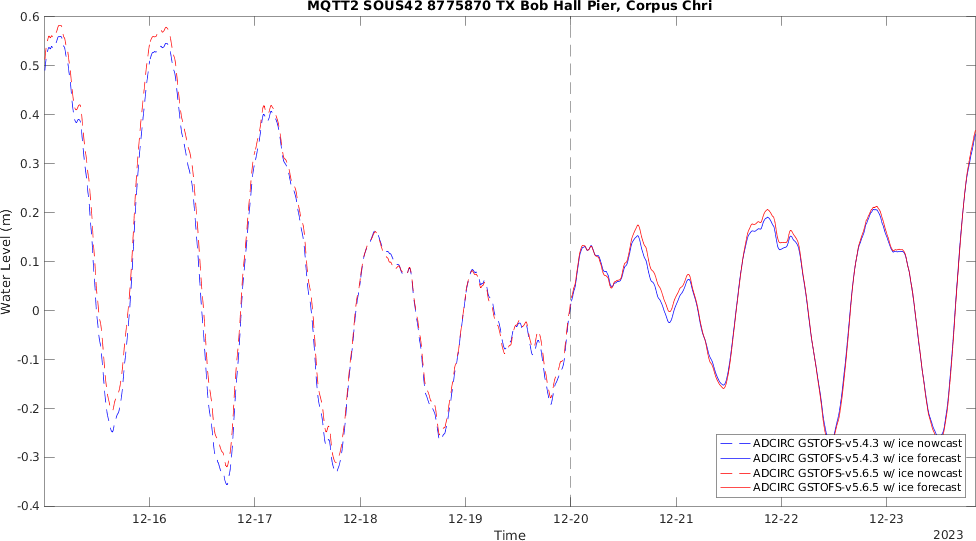 MQTT2 SOUS42 8775870 TX Bob Hall Pier, Corpus Chri
0.6
0.5
0.4
0.3
0.2
0.1
0
-0.1
-0.2
-0.3
-0.4
Water Level (m)
ADCIRC GSTOFS-v5.4.3 w/ ice nowcast
ADCIRC GSTOFS-v5.4.3 w/ ice forecast
ADCIRC GSTOFS-v5.6.5 w/ ice nowcast
ADCIRC GSTOFS-v5.6.5 w/ ice forecast
12-16 12-17 12-18 12-19 12-20 12-21 12-22 12-23
Time
2023